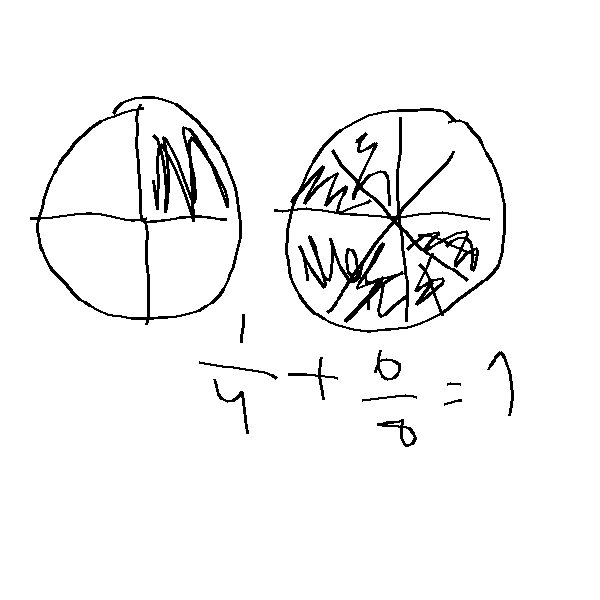 1/4 + 6/8 = 1